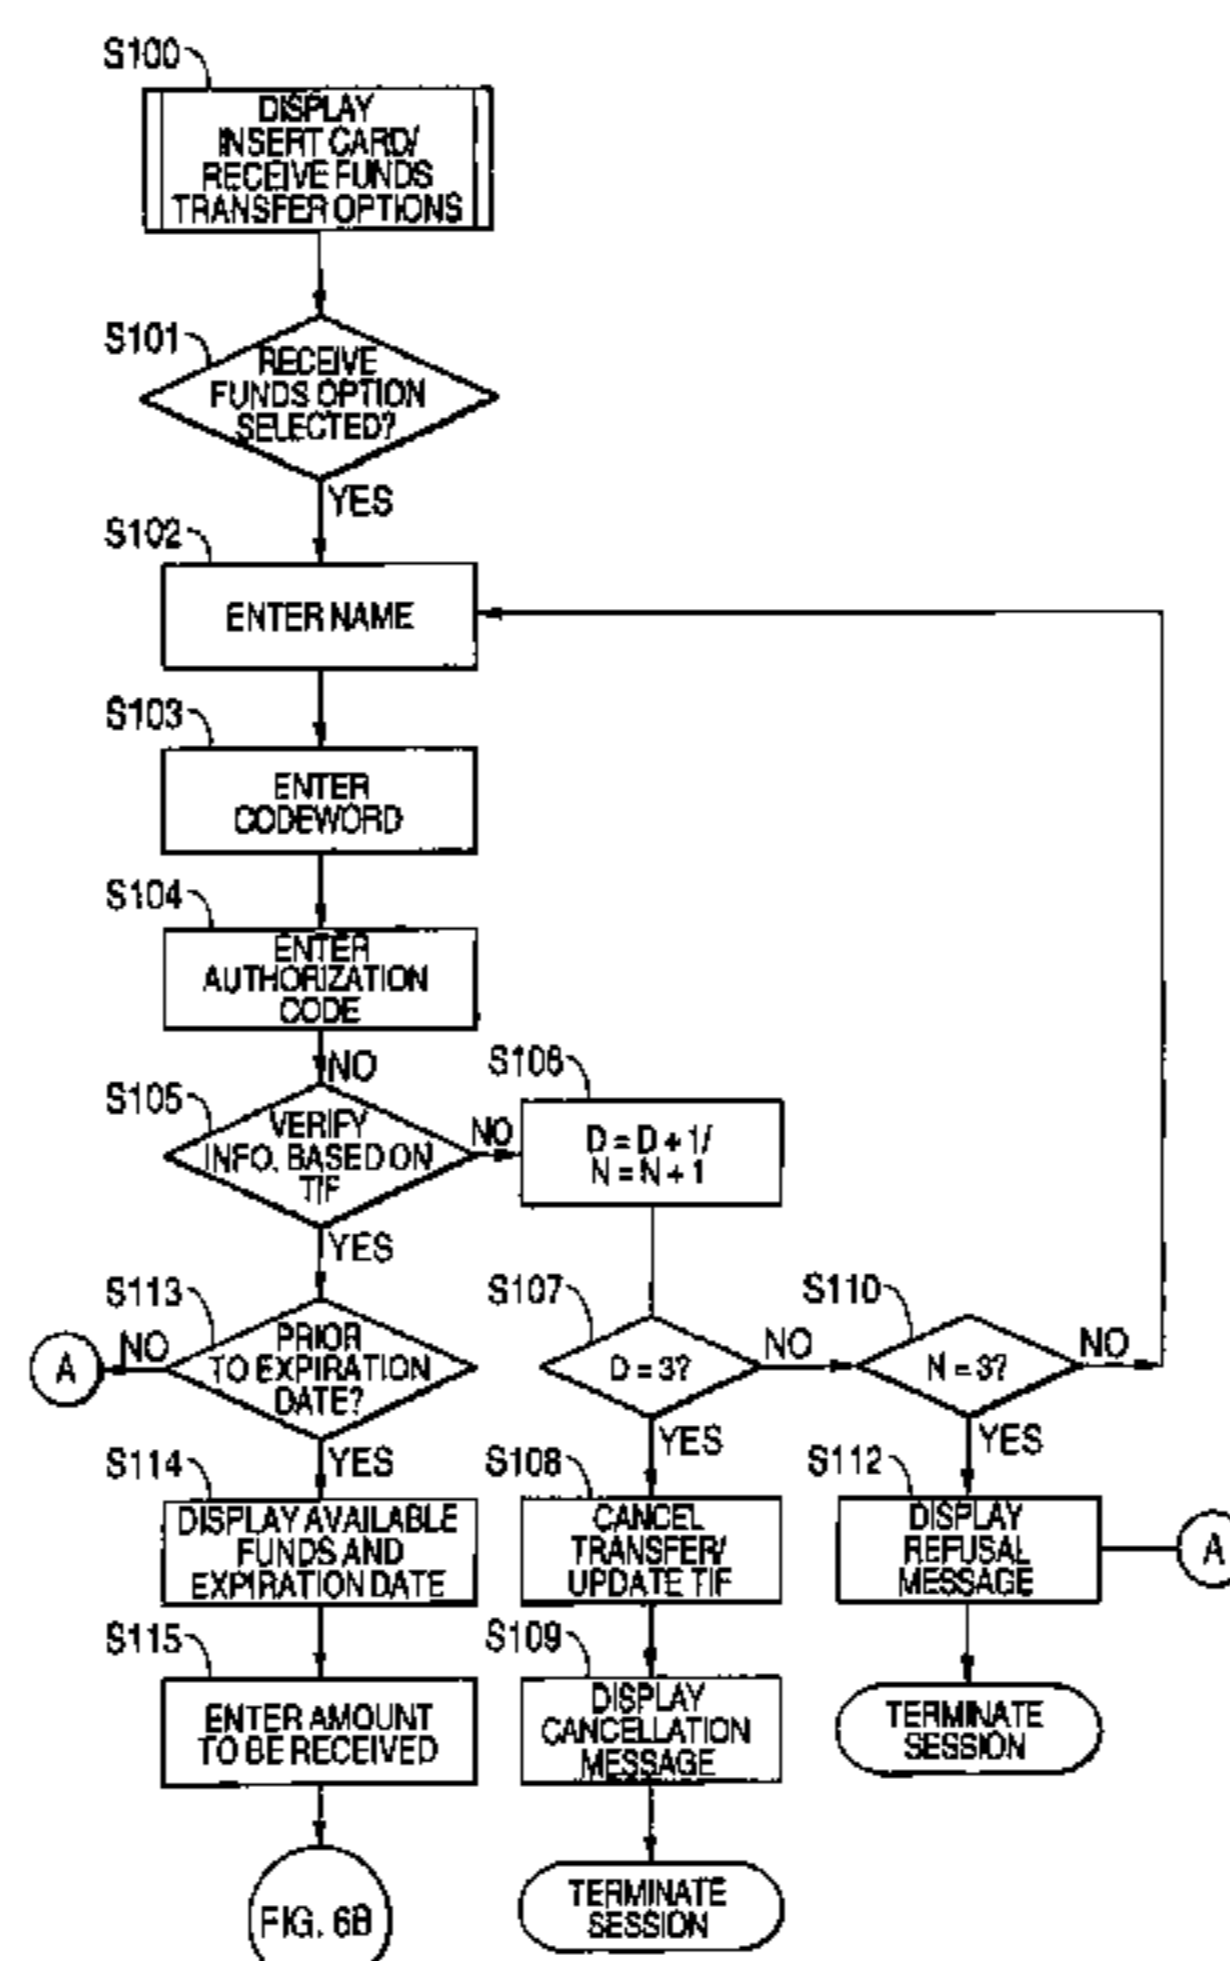 S100
DISPLAY
INSERT CARD/
RECEIVE FUNDS
TRANSFER OPTIONS
S101
RECEIVE
FUNDS OPTION
SELECTED?
YES
S102
ENTER NAME
S103
ENTER
CODEWORD
S104
ENTER
AUTHORIZATION
CODE
NO
S105
VERIFY
INFO. BASED ON
TIF
NO
S106
D = D + 1/
N = N + 1
YES
S113
PRIOR
TO EXPIRATION
DATE?
NO
A
S107
D = 3?
NO
S110
N = 3?
NO
YES
S114
DISPLAY AVAILABLE
FUNDS AND
EXPIRATION DATE
YES
S108
CANCEL
TRANSFER/
UPDATE TIF
YES
S112
DISPLAY
REFUSAL
MESSAGE
A
S115
ENTER AMOUNT
TO BE RECEIVED
S109
DISPLAY
CANCELLATION
MESSAGE
TERMINATE
SESSION
FIG. 6B
TERMINATE
SESSION